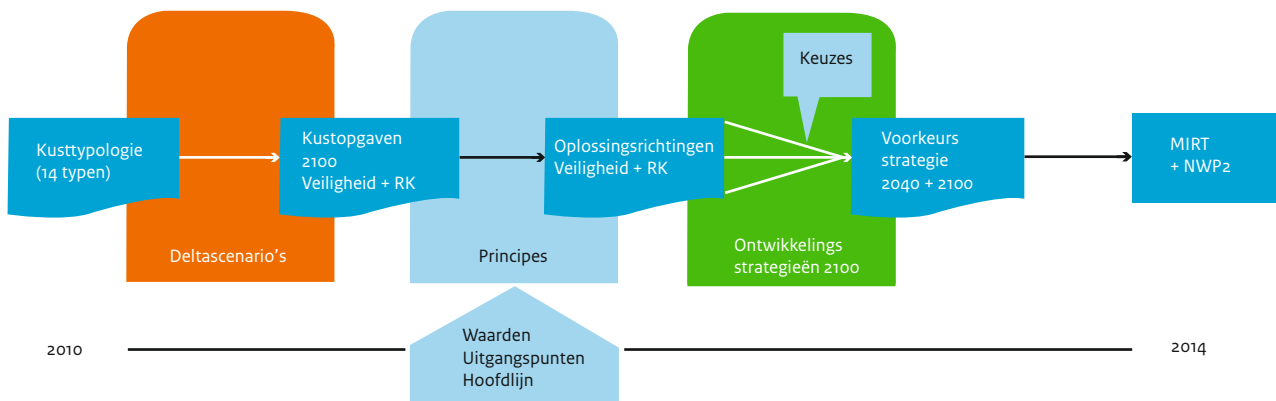 Keuzes
Kusttypologie
(14 typen)
Kustopgaven
2100
Veiligheid + RK
Oplossingsrichtingen
Veiligheid + RK
Voorkeurs
strategie
2040 + 2100
MIRT
+ NWP2
Deltascenario's
Principes
Ontwikkelings
strategieën 2100
2010
Waarden
Uitgangspunten
Hoofdlijn
2014